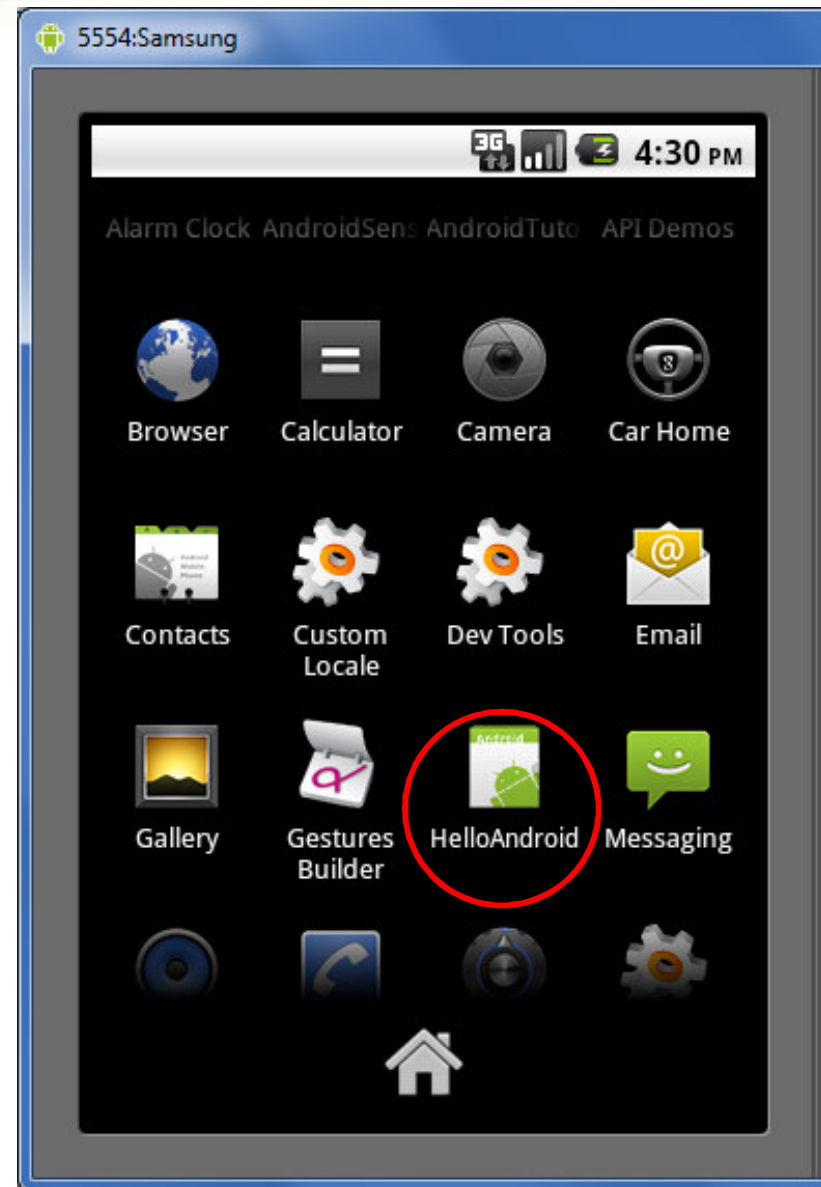 5554:Samsung
3G 4:30 PM
Alarm Clock AndroidSens AndroidTuto API Demos
Browser Calculator Camera Car Home
Contacts Custom Locale Dev Tools Email
Android
Gallery Gestures Builder HelloAndroid Messaging